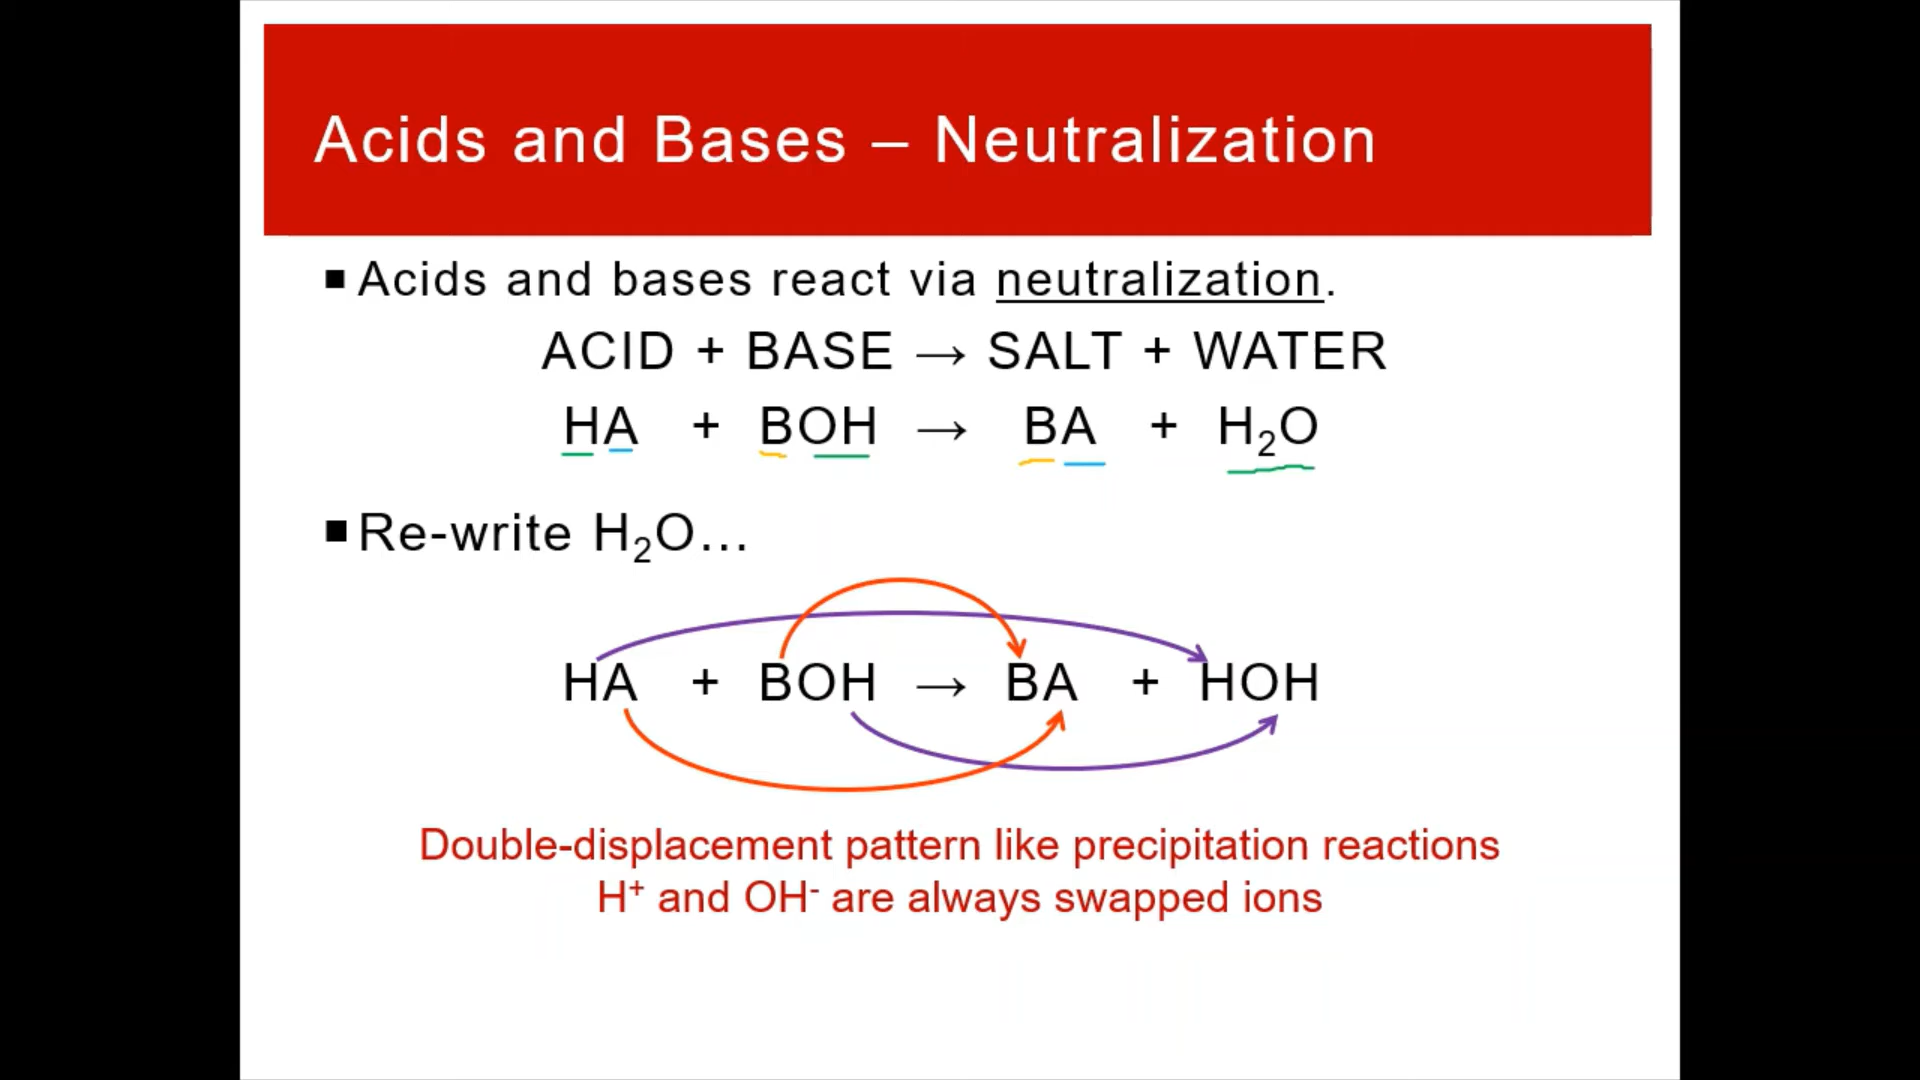 Acids and Bases – Neutralization
▪ Acids and bases react via neutralization.
ACID + BASE → SALT + WATER
HA + BOH → BA + H₂O
▪ Re-write H₂O...
HA + BOH → BA + HOH
Double-displacement pattern like precipitation reactions
H⁺ and OH⁻ are always swapped ions